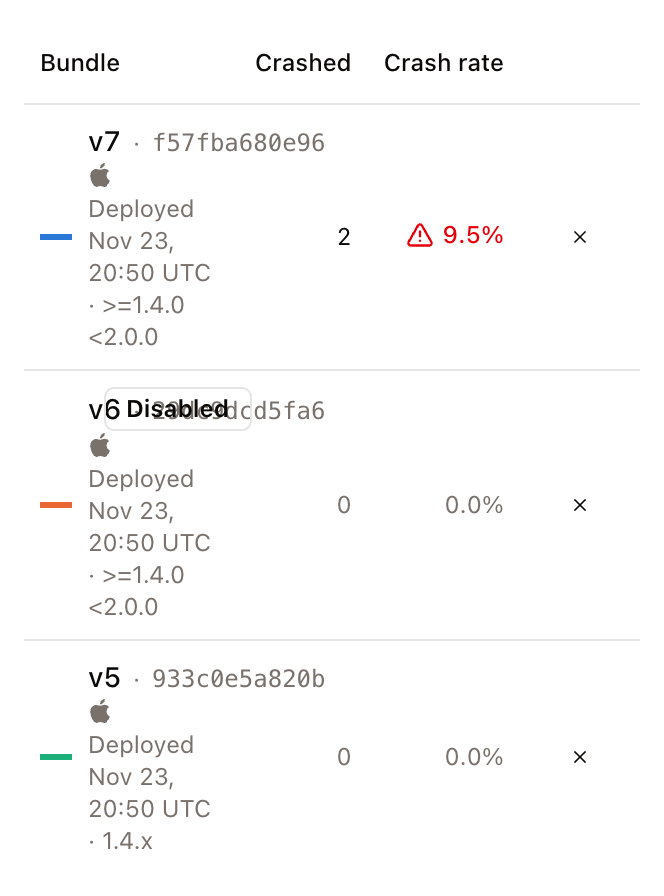 Bundle Crashed Crash rate
v7 · f57fba680e96
Deployed
Nov 23,
20:50 UTC
· >=1.4.0
<2.0.0
2 9.5% ×
v6 Disabled
Deployed
Nov 23,
20:50 UTC
· >=1.4.0
<2.0.0
0 0.0% ×
v5 · 933c0e5a820b
Deployed
Nov 23,
20:50 UTC
· 1.4.x
0 0.0% ×